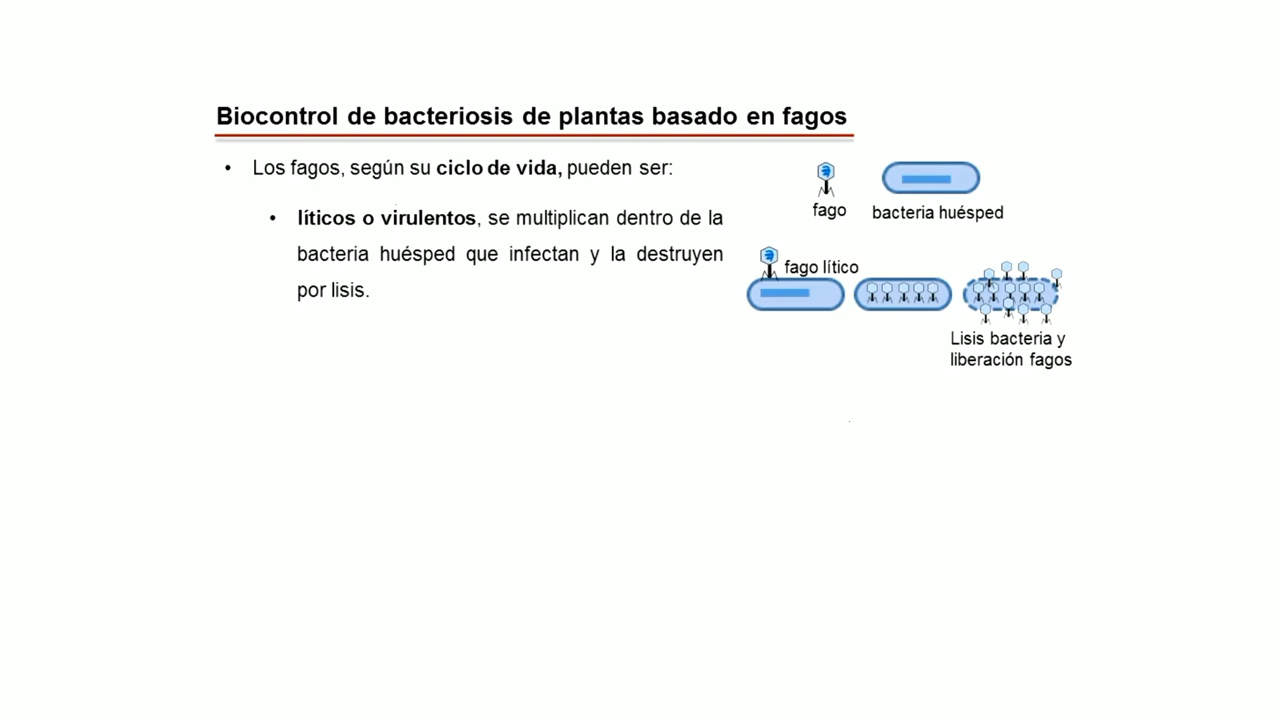 Biocontrol de bacteriosis de plantas basado en fagos
• Los fagos, según su ciclo de vida, pueden ser:
• líticos o virulentos, se multiplican dentro de la
bacteria huésped que infectan y la destruyen
por lisis.
fago
bacteria huésped
fago lítico
Lisis bacteria y
liberación fagos